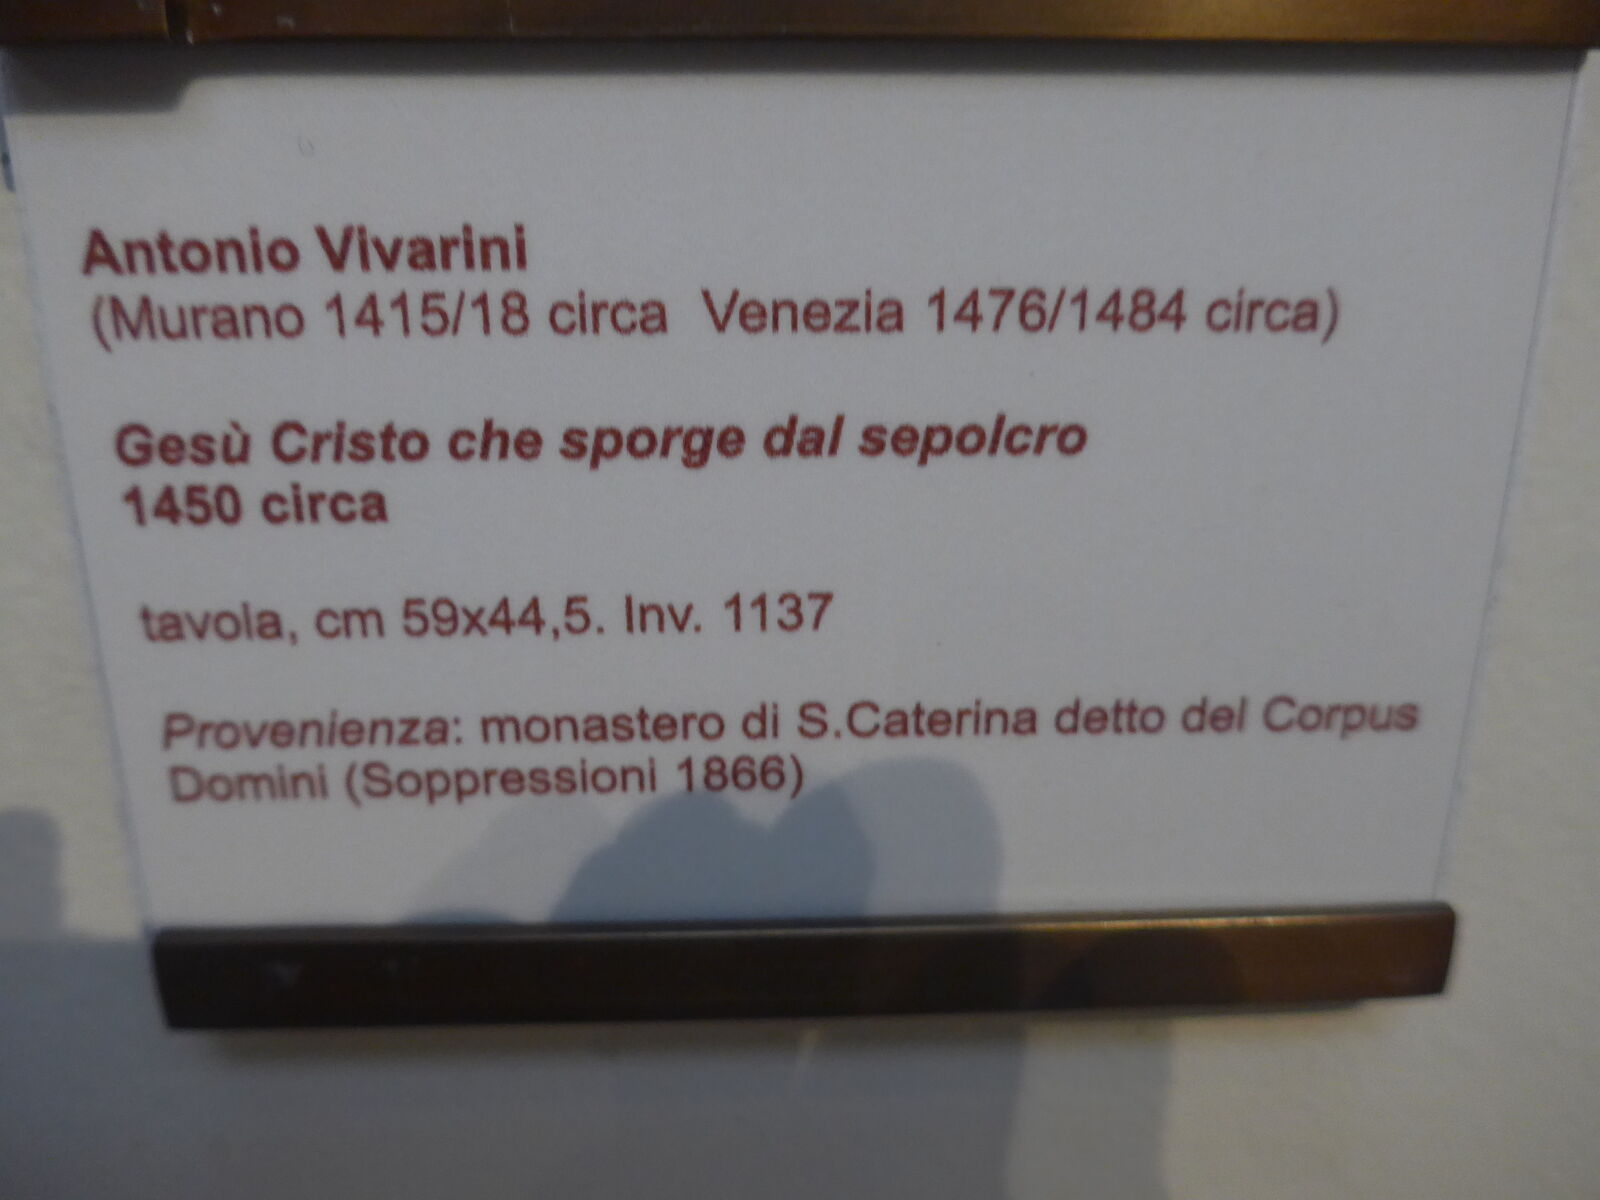 Antonio Vivarini
(Murano 1415/18 circa Venezia 1476/1484 circa)
Gesù Cristo che sporge dal sepolcro
1450 circa
tavola, cm 59x44,5. Inv. 1137
Provenienza: monastero di S.Caterina detto del Corpus
Domini (Soppressioni 1866)